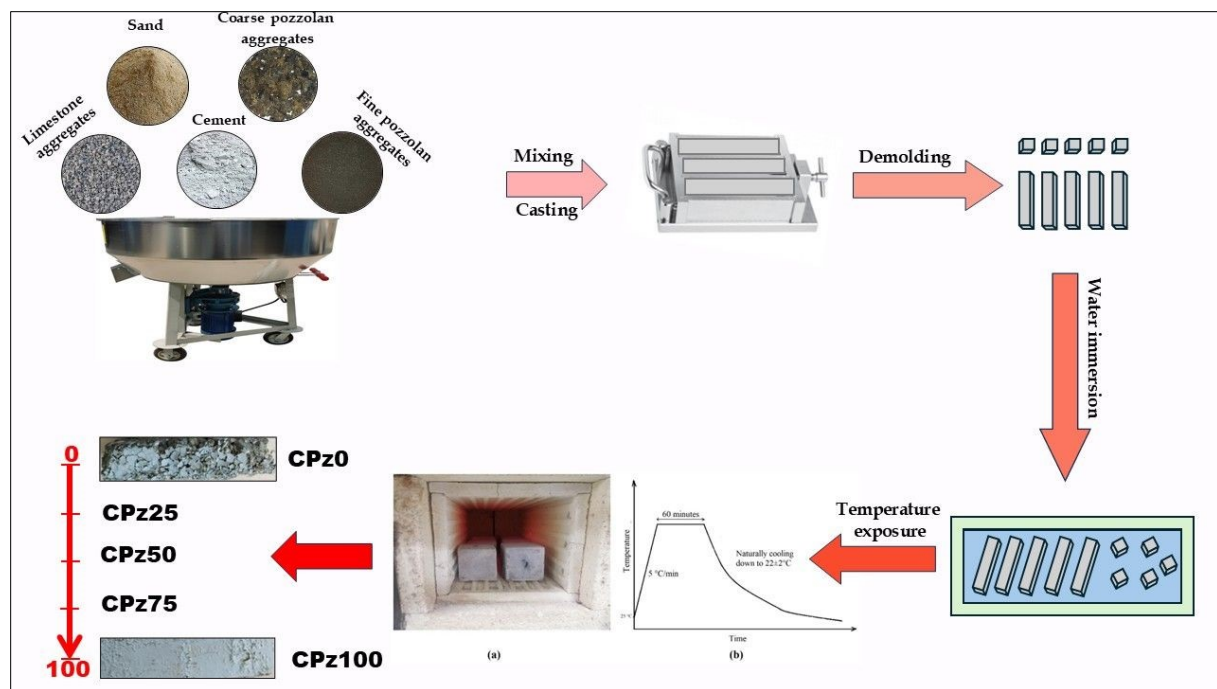 Sand
Coarse pozzolan
aggregates
Limestone
aggregates
Cement
Fine pozzolan
aggregates
Mixing
Casting
Demolding
Water immersion
Temperature
exposure
60 minutes
Temperature
5 °C/min
Naturally cooling
down to 22±2°C
Time
(a)
(b)
0
CPz0
CPz25
CPz50
CPz75
100
CPz100